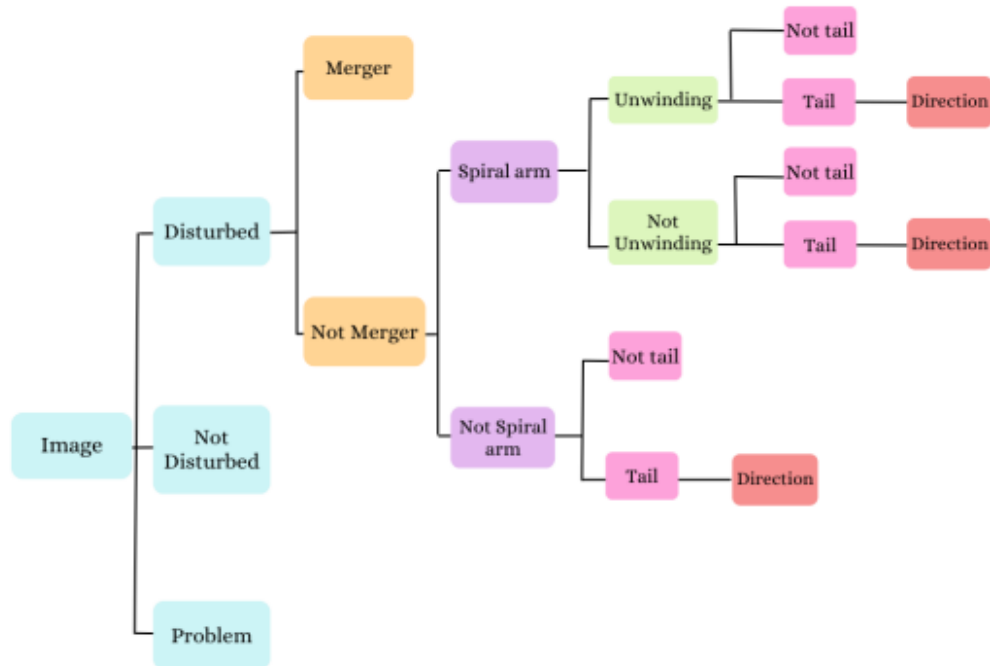 Not tail
Merger
Unwinding
Tail
Direction
Spiral arm
Not tail
Disturbed
Not
Unwinding
Tail
Direction
Not Merger
Not tail
Image
Not
Disturbed
Not Spiral
arm
Tail
Direction
Problem